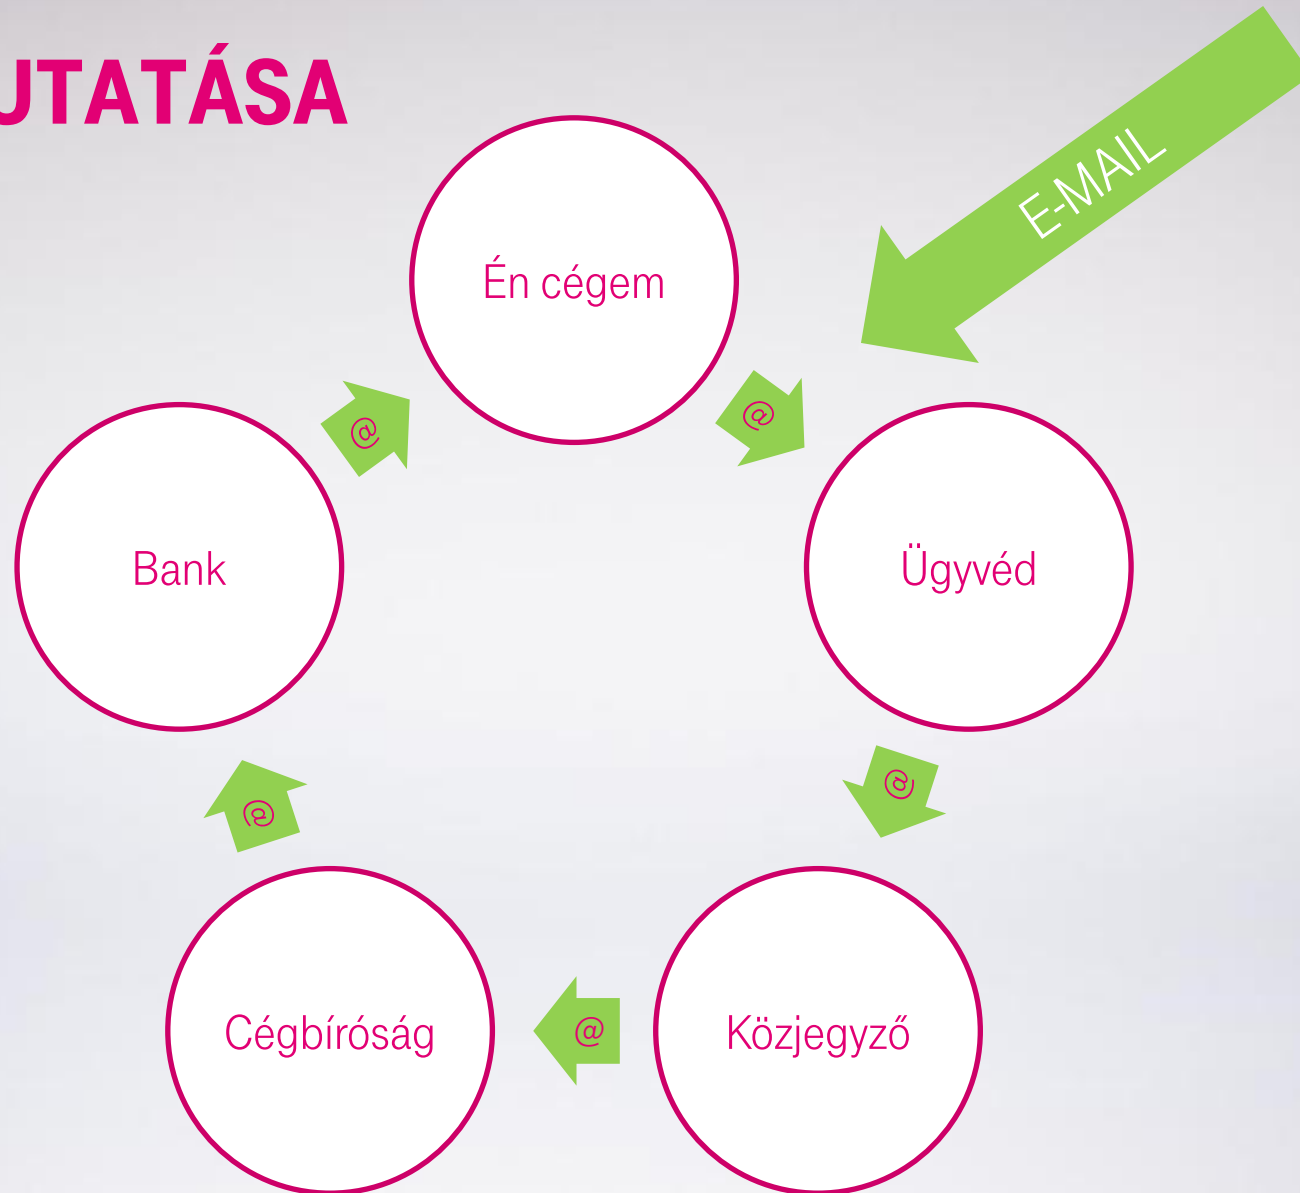 UTATÁSA
E-MAIL
Én cégem
@
@
Bank
Ügyvéd
@
@
Cégbíróság
@
Közjegyző